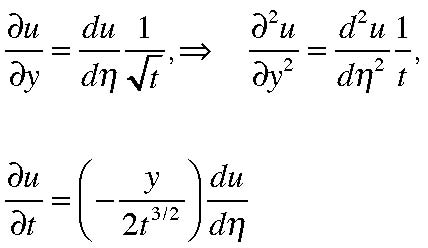 ∂u/∂y = du/dη 1/√t, ⇒ ∂²u/∂y² = d²u/dη² 1/t,
∂u/∂t = (− y/2t^{3/2}) du/dη